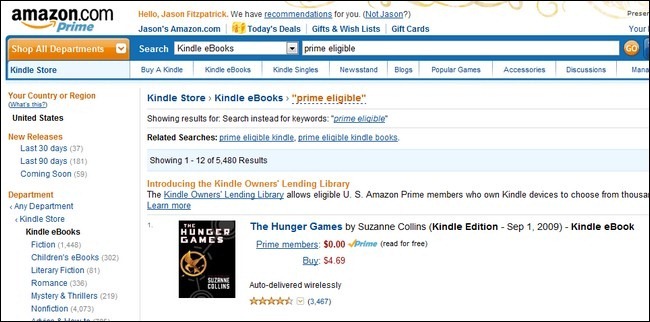 amazon.com
Prime
Hello, Jason Fitzpatrick. We have recommendations for you. (Not Jason?)
Jason's Amazon.com Today's Deals Gifts & Wish Lists Gift Cards
Shop All Departments Search Kindle eBooks prime eligible GO
Kindle Store Buy A Kindle Kindle eBooks Kindle Singles Newsstand Blogs Popular Games Accessories Discussions Mana
Your Country or Region
(What's this?)
United States
New Releases
Last 30 days (37)
Last 90 days (181)
Coming Soon (59)
Department
‹ Any Department
‹ Kindle Store
Kindle eBooks
Fiction (1,448)
Children's eBooks (302)
Literary Fiction (81)
Romance (336)
Mystery & Thrillers (219)
Nonfiction (4,073)
Kindle Store › Kindle eBooks › "prime eligible"
Showing results for: Search instead for keywords: "prime eligible"
Related Searches: prime eligible kindle, prime eligible kindle books.
Showing 1 - 12 of 5,480 Results
Introducing the Kindle Owners' Lending Library
The Kindle Owners' Lending Library allows eligible U. S. Amazon Prime members who own Kindle devices to choose from thousan
Learn more
1.
THE HUNGER GAMES
SUZANNE COLLINS
The Hunger Games by Suzanne Collins (Kindle Edition - Sep 1, 2009) - Kindle eBook
Prime members: $0.00 Prime (read for free)
Buy: $4.69
Auto-delivered wirelessly
(3,467)